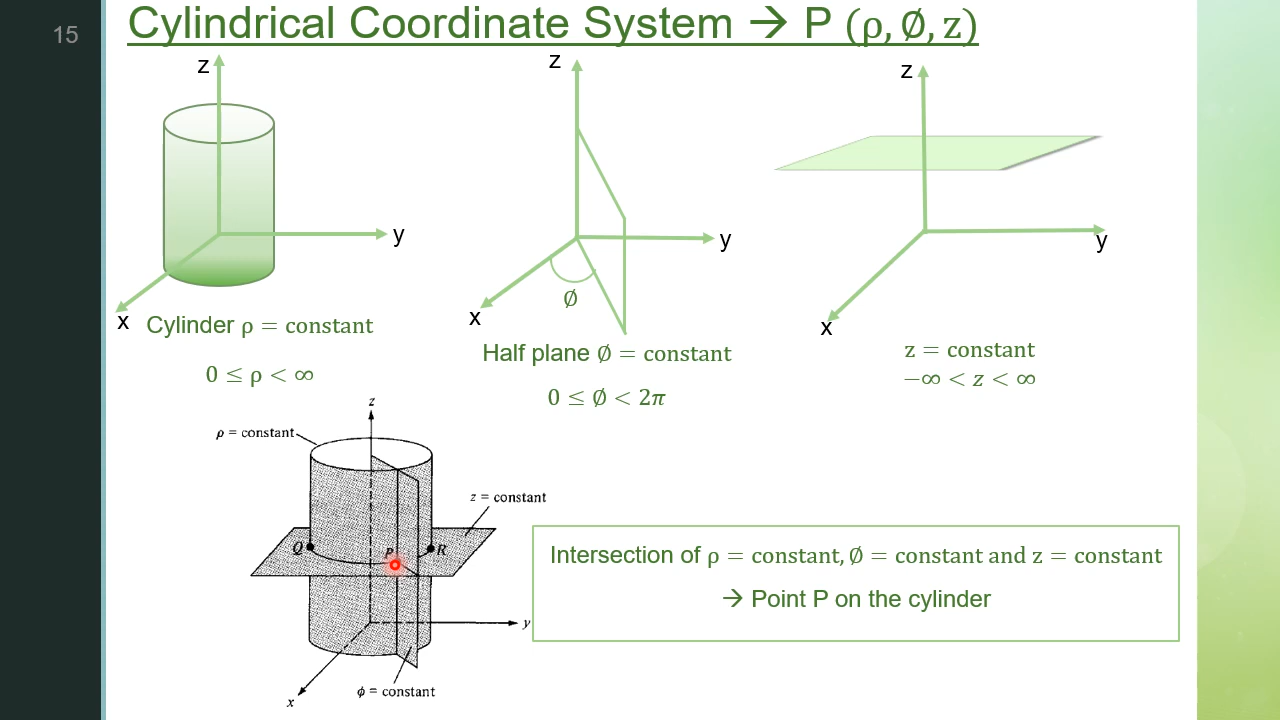 15
Cylindrical Coordinate System → P (ρ, ∅, z)
z
y
x
Cylinder ρ = constant
0 ≤ ρ < ∞
z
y
x
∅
Half plane ∅ = constant
0 ≤ ∅ < 2π
z
y
x
z = constant
−∞ < z < ∞
z
ρ = constant
z = constant
Q
P
R
y
x
ϕ = constant
Intersection of ρ = constant, ∅ = constant and z = constant
→ Point P on the cylinder